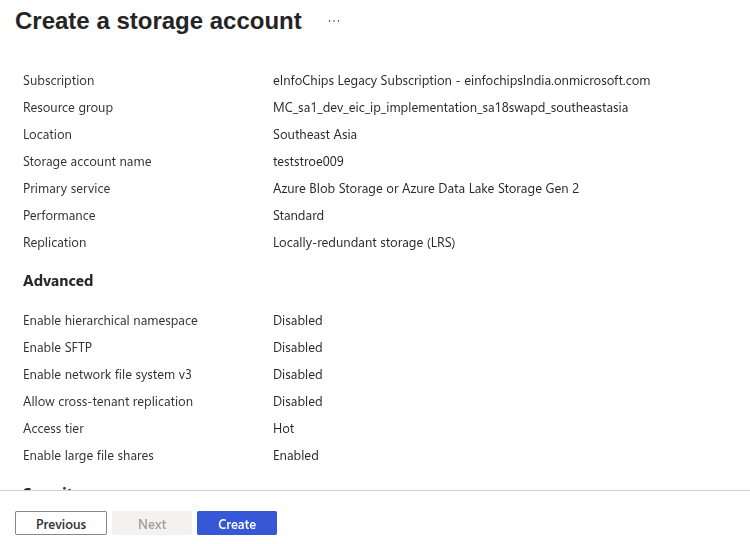 Create a storage account ...
Subscription eInfoChips Legacy Subscription - einfochipsIndia.onmicrosoft.com
Resource group MC_sa1_dev_eic_ip_implementation_sa18swapd_southeastasia
Location Southeast Asia
Storage account name teststroe009
Primary service Azure Blob Storage or Azure Data Lake Storage Gen 2
Performance Standard
Replication Locally-redundant storage (LRS)
Advanced
Enable hierarchical namespace Disabled
Enable SFTP Disabled
Enable network file system v3 Disabled
Allow cross-tenant replication Disabled
Access tier Hot
Enable large file shares Enabled
Previous Next Create